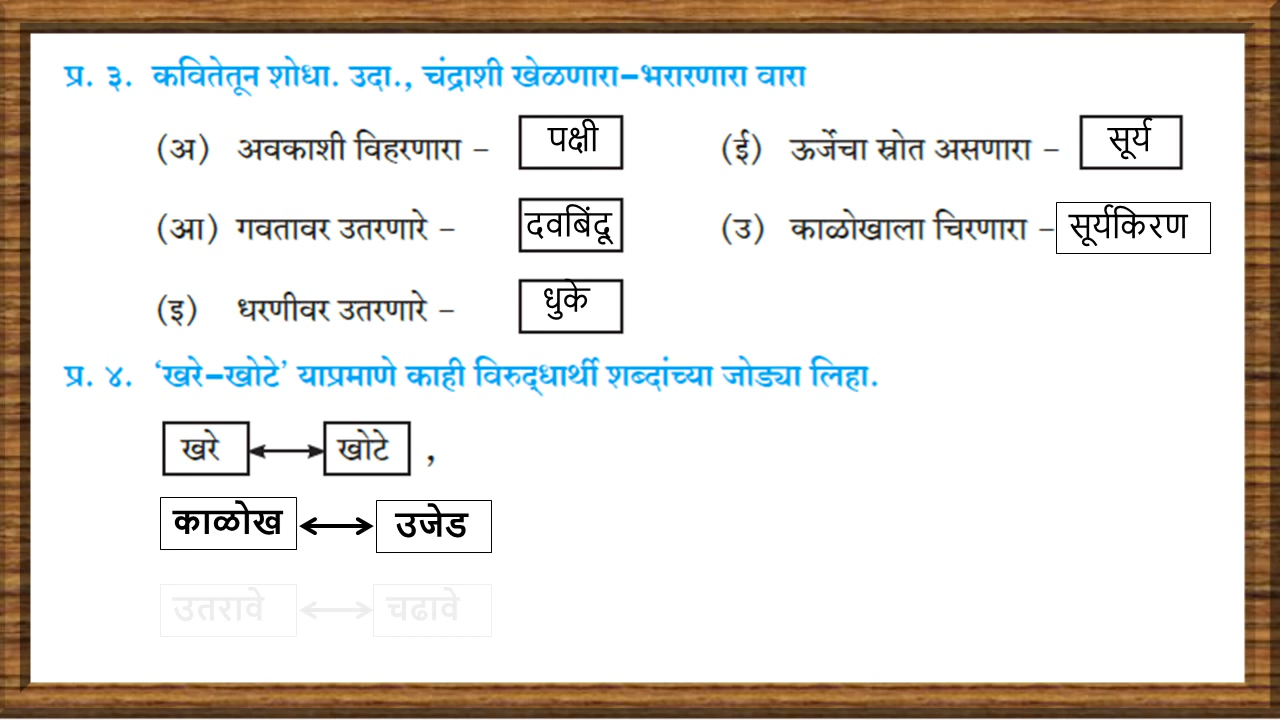 प्र. ३. कवितेतून शोधा. उदा., चंद्राशी खेळणारा–भरारणारा वारा
(अ) अवकाशी विहरणारा – पक्षी (ई) ऊर्जेचा स्रोत असणारा – सूर्य
(आ) गवतावर उतरणारे – दवबिंदू (उ) काळोखाला चिरणारा – सूर्यकिरण
(इ) धरणीवर उतरणारे – धुके
प्र. ४. ‘खरे–खोटे’ याप्रमाणे काही विरुद्धार्थी शब्दांच्या जोड्या लिहा.
खरे खोटे ,
काळोख उजेड
उतरावे चढावे